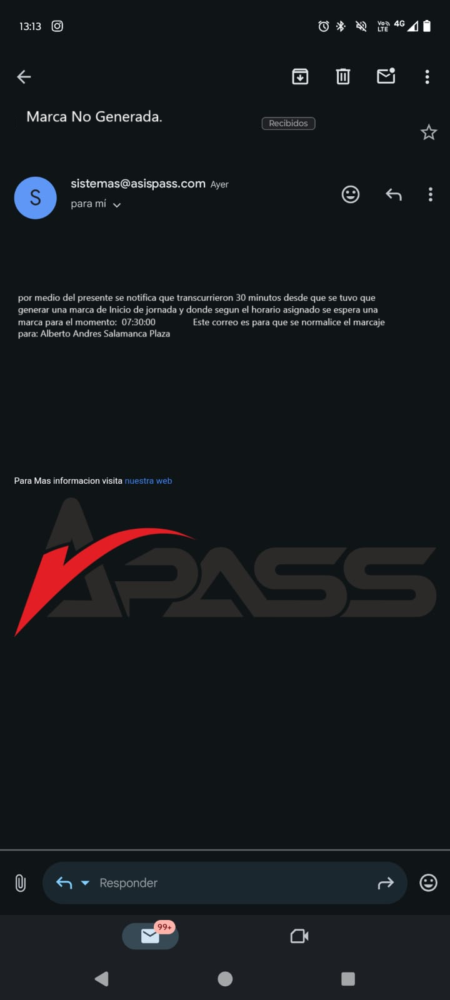 13:13
Vo LTE 4G
Marca No Generada.
Recibidos
S
sistemas@asispass.com Ayer
para mí
por medio del presente se notifica que transcurrieron 30 minutos desde que se tuvo que
generar una marca de Inicio de jornada y donde segun el horario asignado se espera una
marca para el momento: 07:30:00 Este correo es para que se normalice el marcaje
para: Alberto Andres Salamanca Plaza
Para Mas informacion visita nuestra web
APASS
Responder
99+